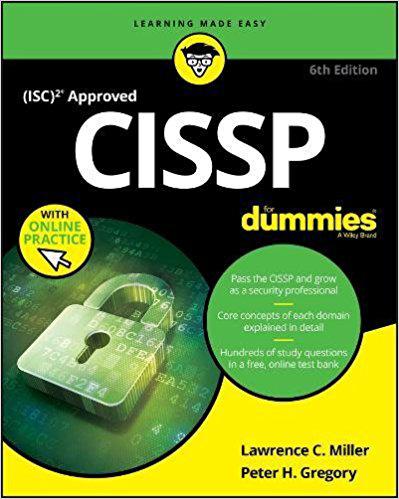 LEARNING MADE EASY
6th Edition
(ISC)²® Approved
CISSP
for
dummies®
A Wiley Brand
WITH
ONLINE
PRACTICE
Pass the CISSP and grow
as a security professional
Core concepts of each domain
explained in detail
Hundreds of study questions
in a free, online test bank
Lawrence C. Miller
Peter H. Gregory